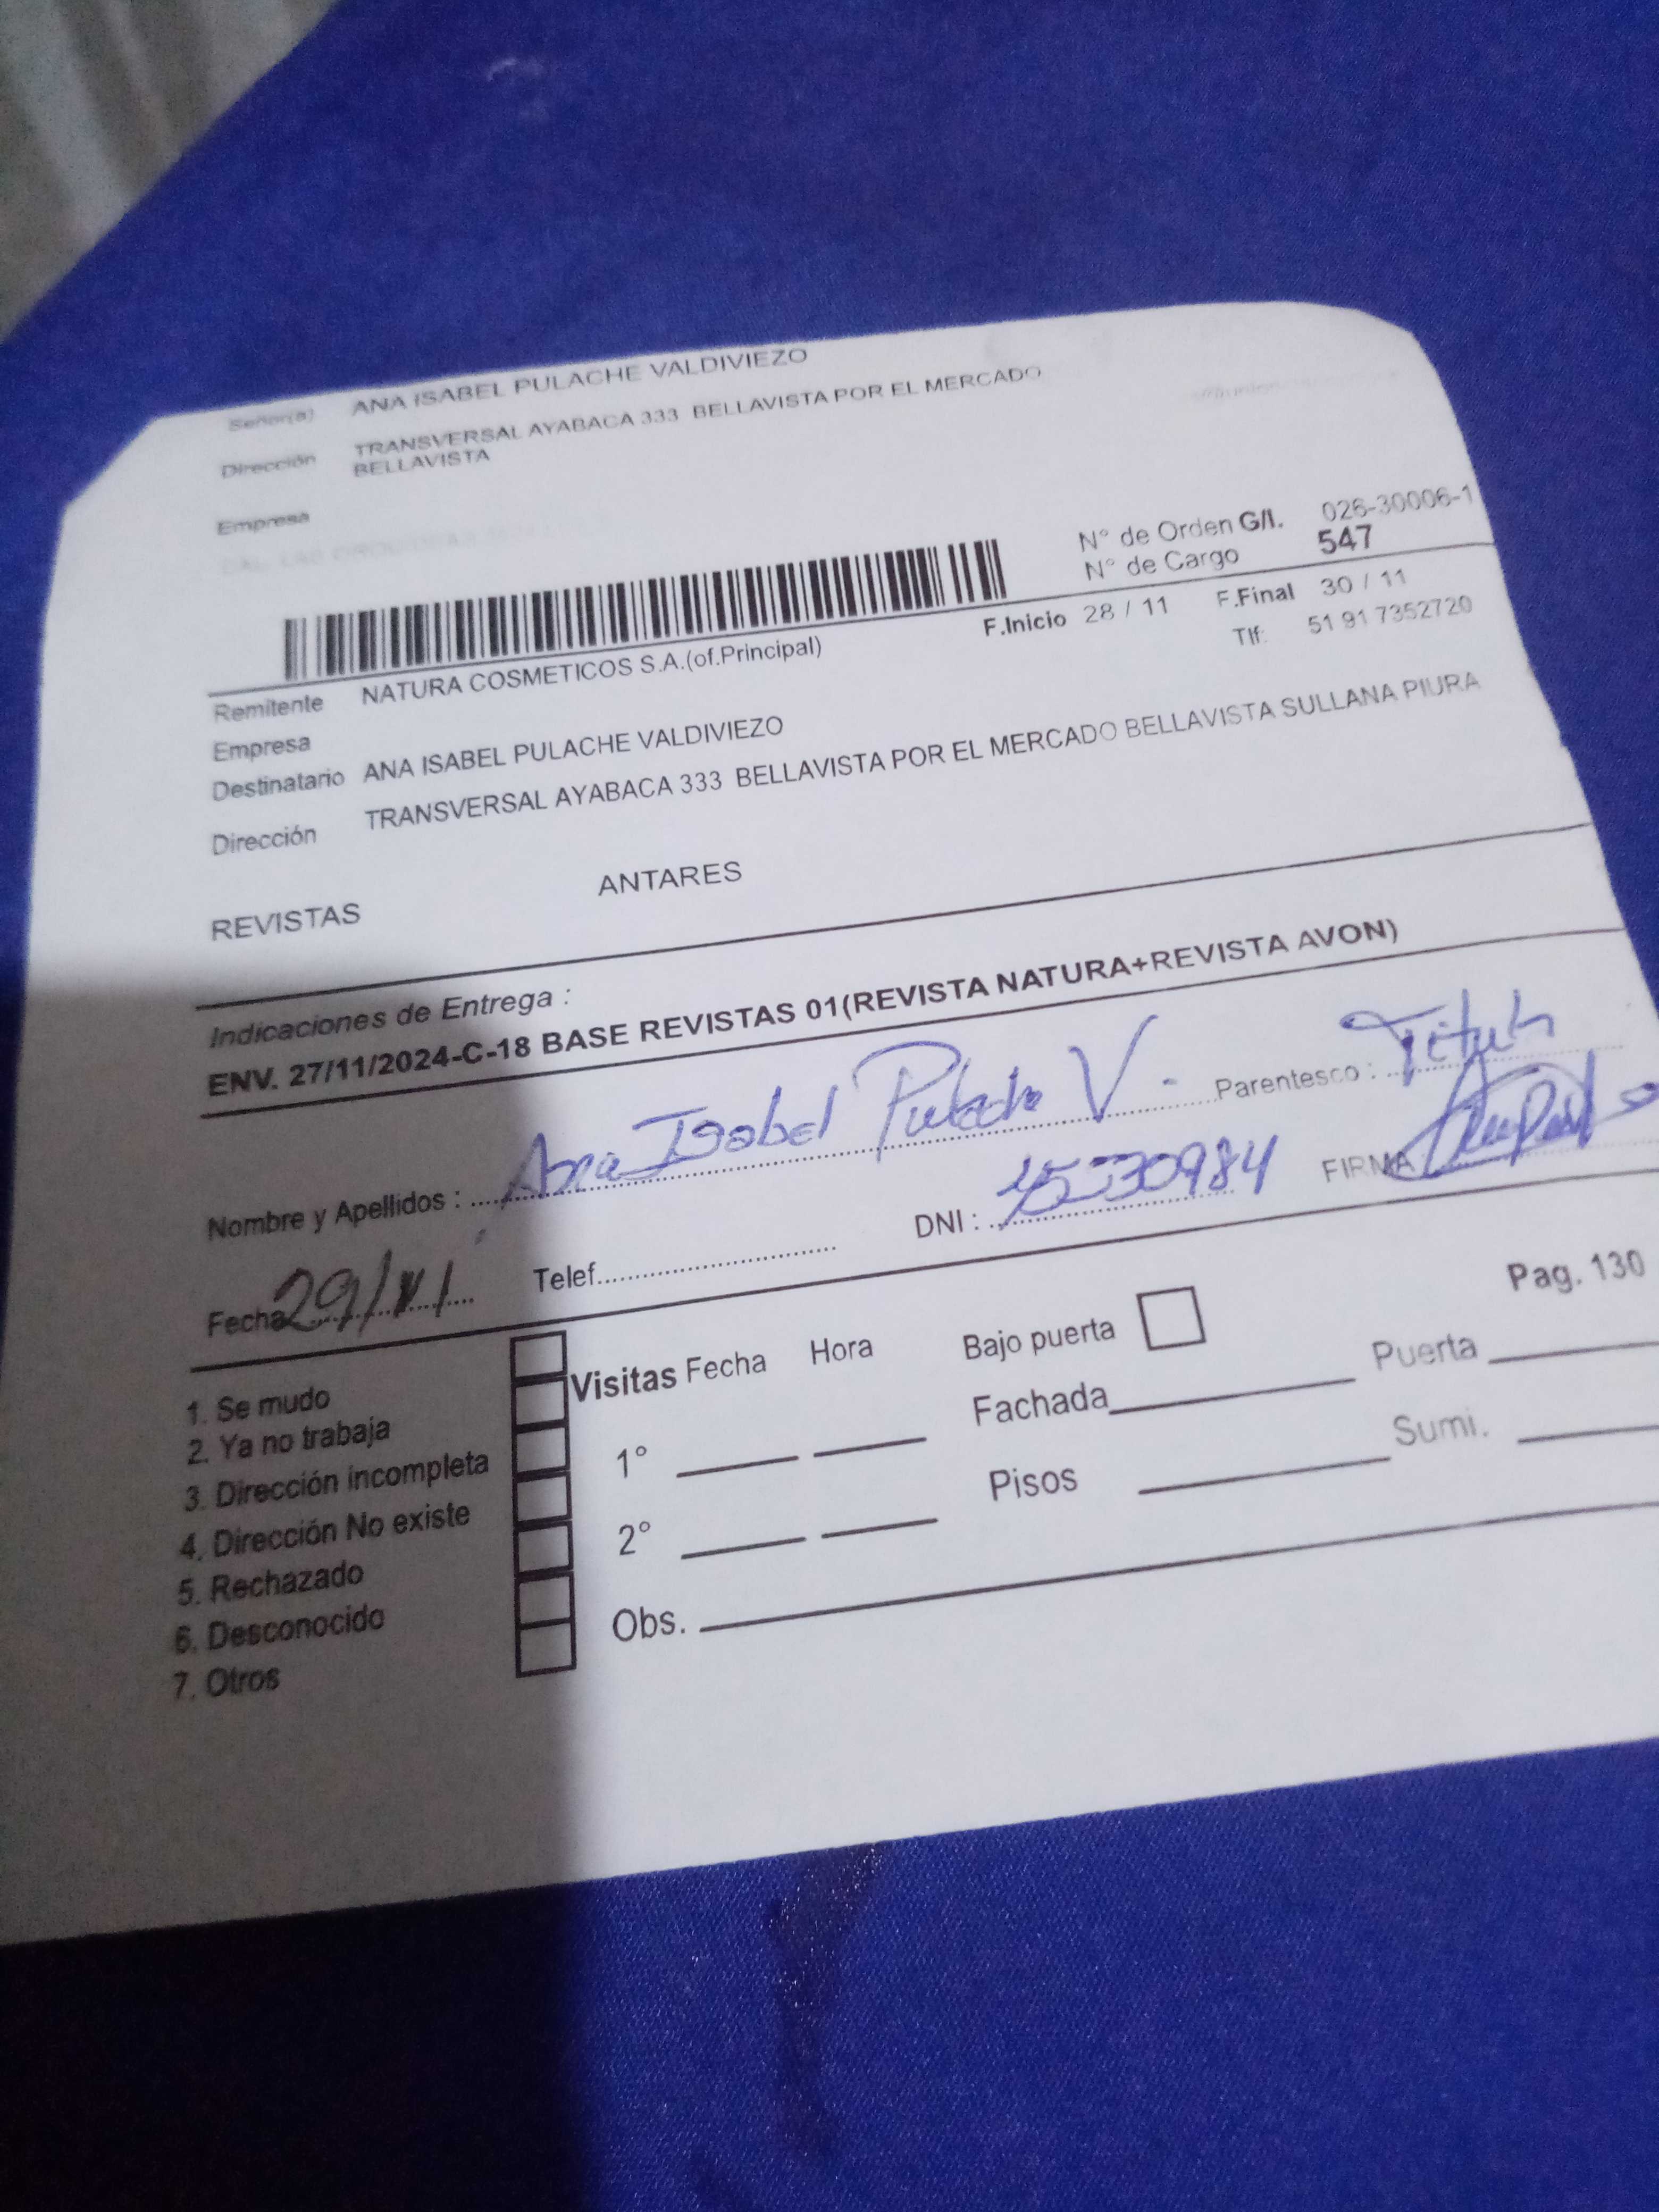 Señor(a) ANA ISABEL PULACHE VALDIVIEZO
Dirección TRANSVERSAL AYABACA 333 BELLAVISTA POR EL MERCADO
BELLAVISTA
Empresa
N° de Orden G/I. 026-30006-1
N° de Cargo 547
F.Inicio 28 / 11 F.Final 30 / 11
Remitente NATURA COSMETICOS S.A.(of.Principal) Tlf: 51 91 7352720
Empresa
Destinatario ANA ISABEL PULACHE VALDIVIEZO
Dirección TRANSVERSAL AYABACA 333 BELLAVISTA POR EL MERCADO BELLAVISTA SULLANA PIURA
REVISTAS ANTARES
Indicaciones de Entrega :
ENV. 27/11/2024-C-18 BASE REVISTAS 01(REVISTA NATURA+REVISTA AVON)
Nombre y Apellidos : Ana Isabel Pulache V. Parentesco :
Fecha 29/11 Telef. DNI : FIRMA
Pag. 130
1. Se mudo Visitas Fecha Hora Bajo puerta
2. Ya no trabaja Fachada Puerta
3. Dirección incompleta 1°
4. Dirección No existe Pisos Sumi.
5. Rechazado 2°
6. Desconocido Obs.
7. Otros